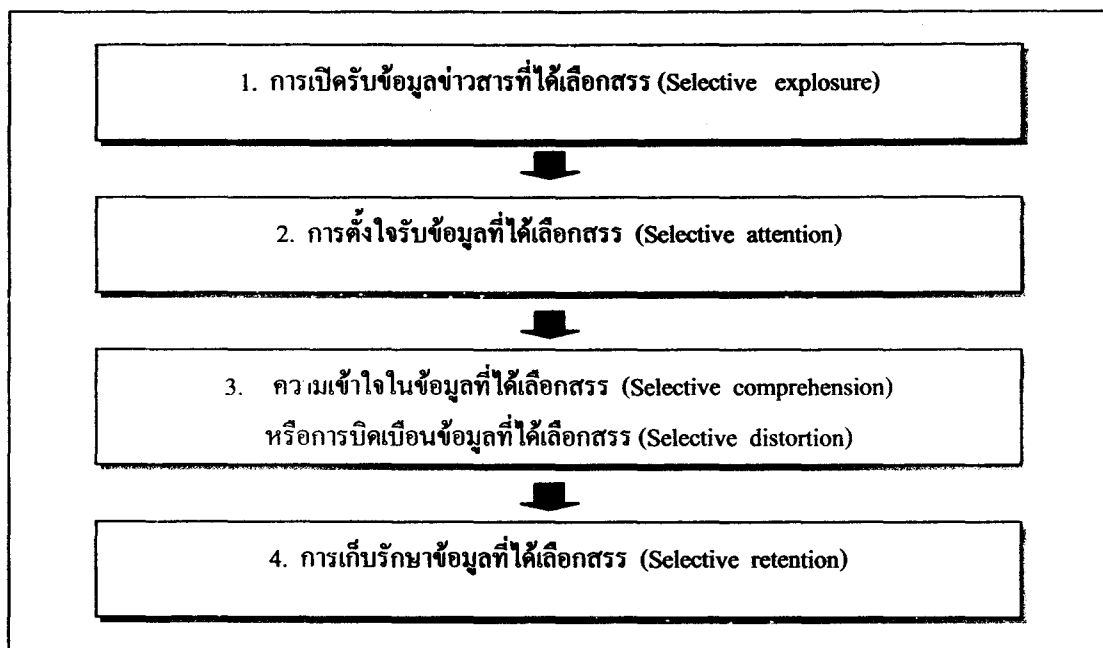 1. การเปิดรับข้อมูลข่าวสารที่ได้เลือกสรร (Selective explosure)
2. การตั้งใจรับข้อมูลที่ได้เลือกสรร (Selective attention)
3. ความเข้าใจในข้อมูลที่ได้เลือกสรร (Selective comprehension)
หรือการบิดเบือนข้อมูลที่ได้เลือกสรร (Selective distortion)
4. การเก็บรักษาข้อมูลที่ได้เลือกสรร (Selective retention)